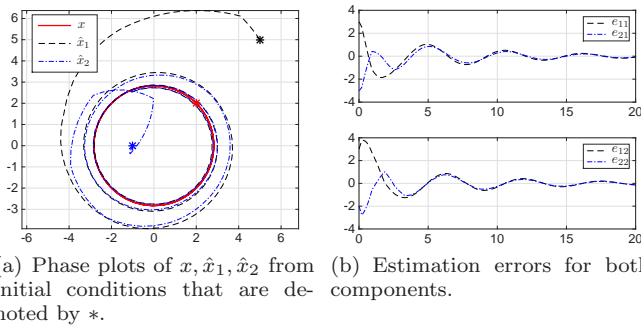 6
5
4
3
2
1
0
-1
-2
-3
-6 -4 -2 0 2 4 6
x
x̂₁
x̂₂
4
2
0
-2
-4
0 5 10 15 20
e₁₁
e₂₁
4
2
0
-2
-4
0 5 10 15 20
e₁₂
e₂₂
a) Phase plots of x, x̂₁, x̂₂ from
nitial conditions that are de-
noted by ∗.
(b) Estimation errors for both
components.